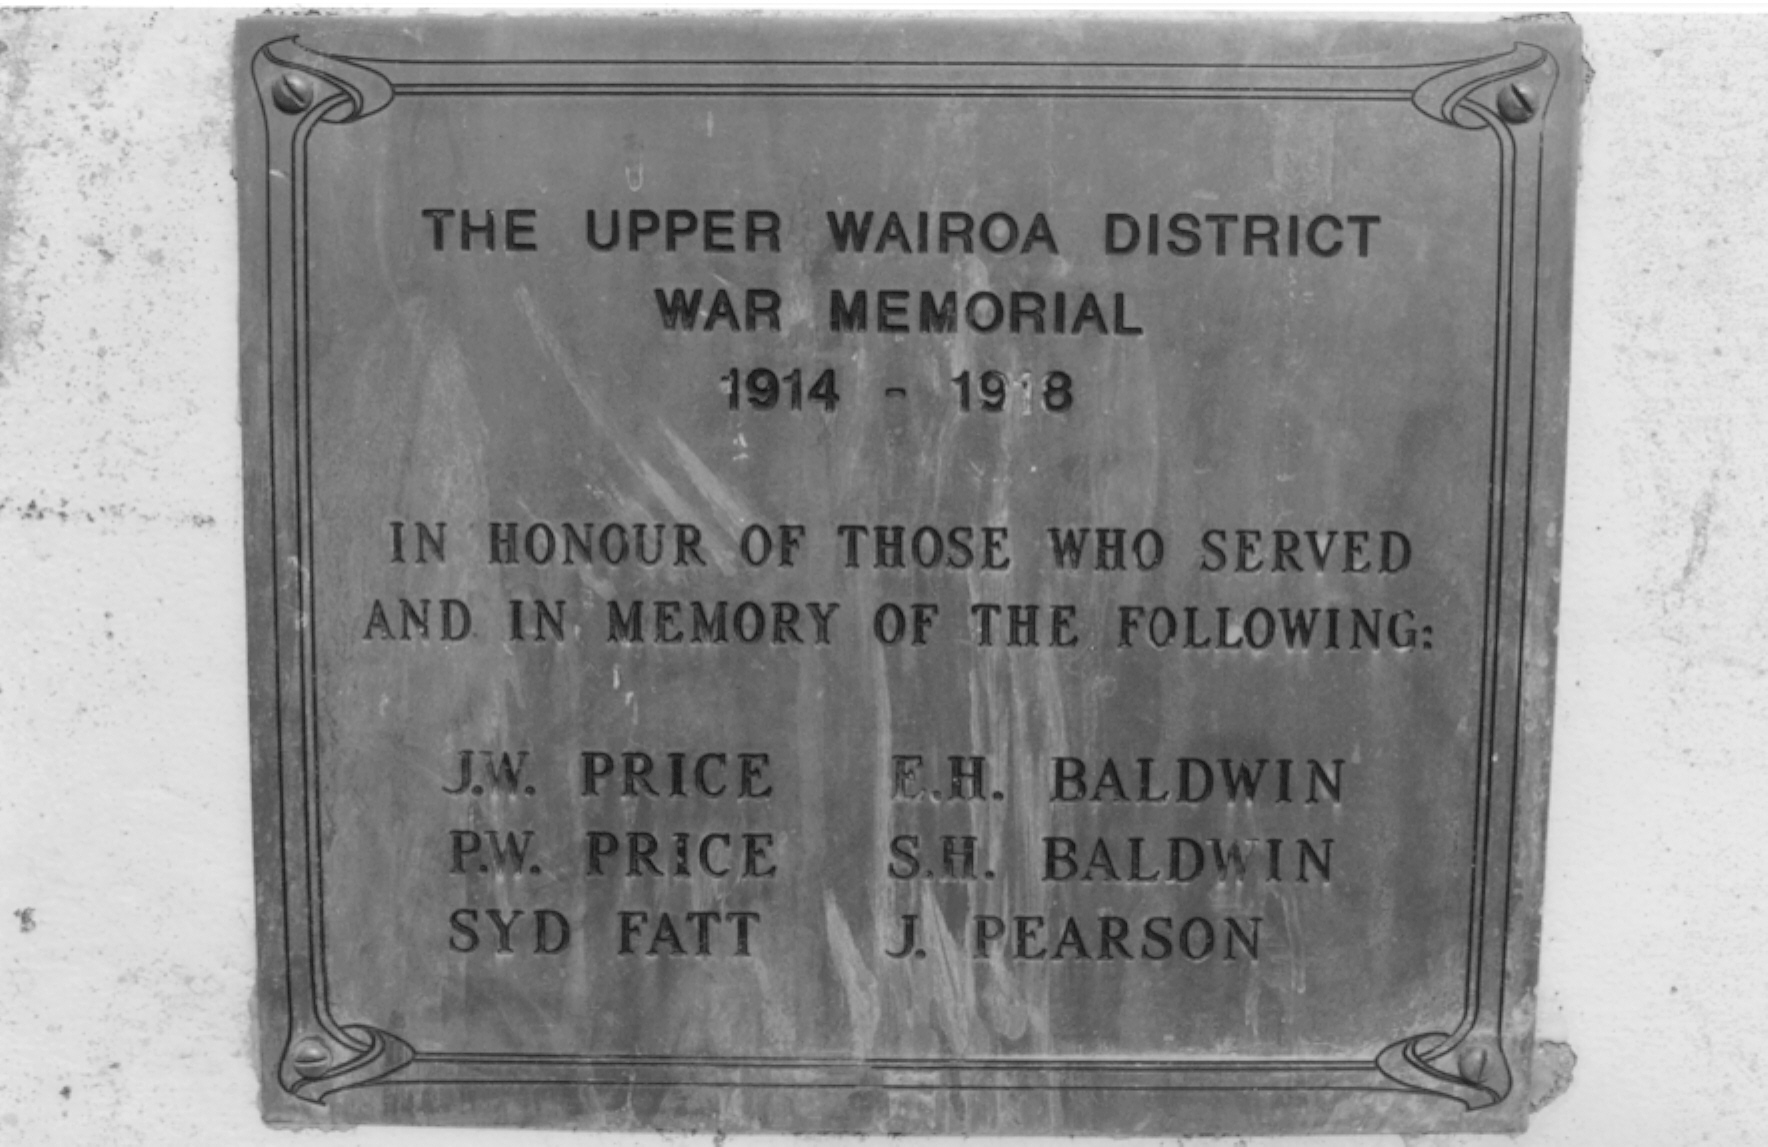 THE UPPER WAIROA DISTRICT
WAR MEMORIAL
1914 - 1918
IN HONOUR OF THOSE WHO SERVED
AND IN MEMORY OF THE FOLLOWING:
J.W. PRICE E.H. BALDWIN
P.W. PRICE S.H. BALDWIN
SYD FATT J. PEARSON